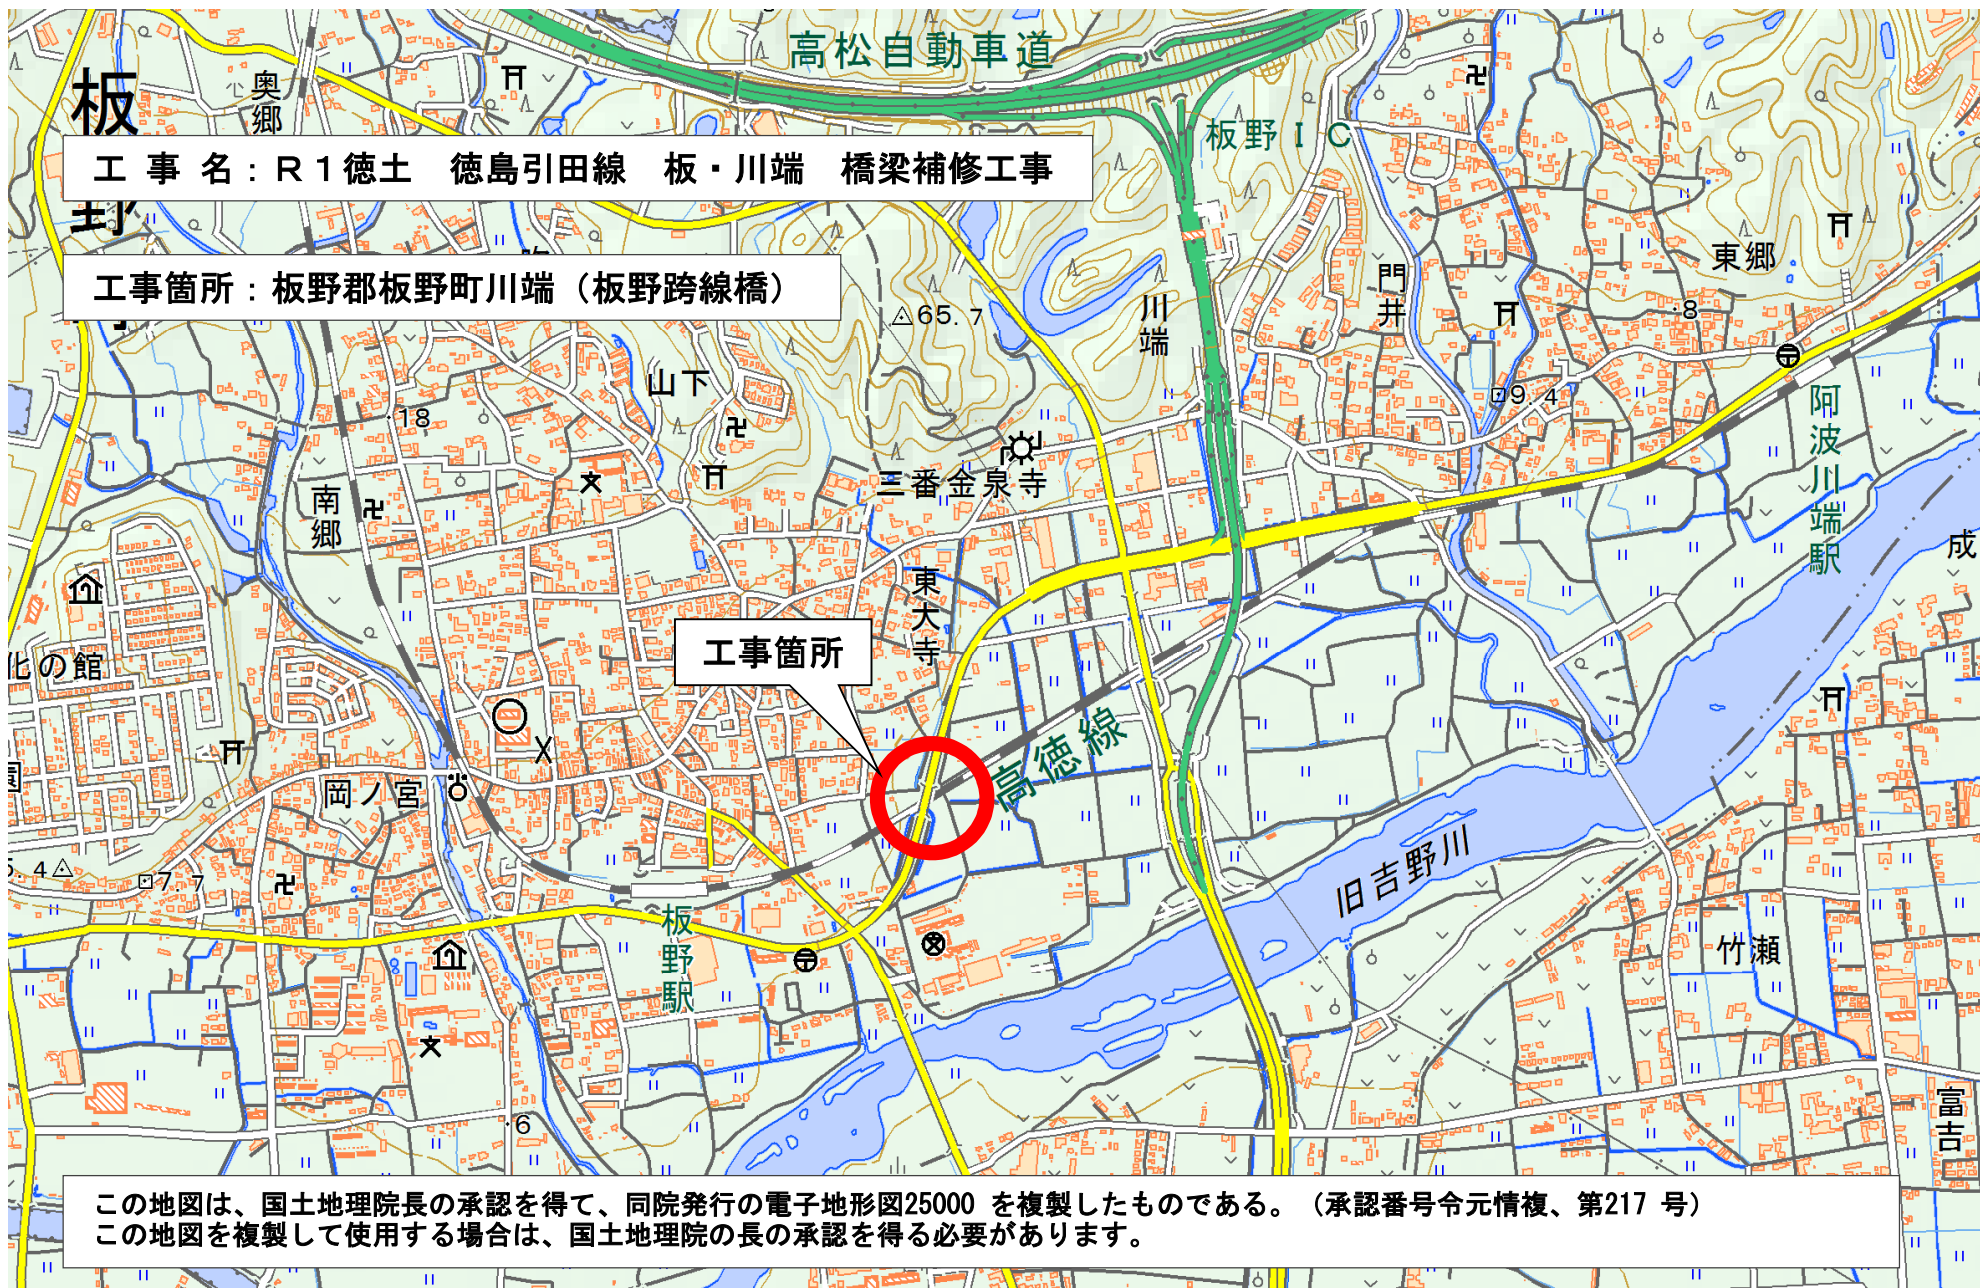 高松自動車道
奥郷
板野
板野IC
工 事 名：R1徳土　徳島引田線　板・川端　橋梁補修工事
東郷
工事箇所：板野郡板野町川端（板野跨線橋）
門井
川端
65.7
8
山下
9.4
18
阿波川端駅
三番金泉寺
南郷
成
東大寺
工事箇所
化の館
高徳線
園
岡ノ宮
5.4
7.7
旧吉野川
板野駅
竹瀬
6
富吉
この地図は、国土地理院長の承認を得て、同院発行の電子地形図25000 を複製したものである。（承認番号令元情複、第217 号）
この地図を複製して使用する場合は、国土地理院の長の承認を得る必要があります。